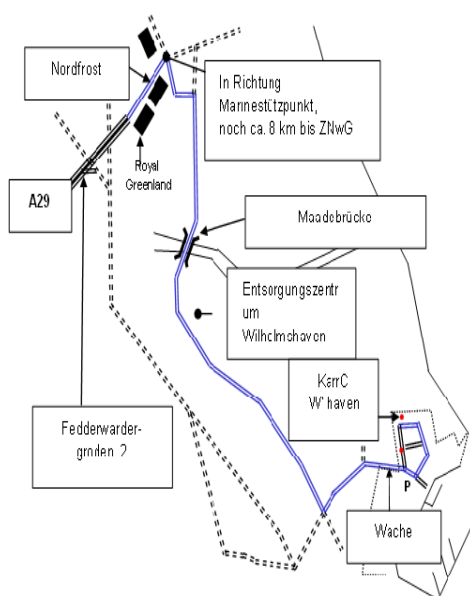 Nordfrost
In Richtung
Marinestützpunkt,
noch ca. 8 km bis ZNwG
Royal
Greenland
A29
Maadebrücke
Entsorgungszentr
um
Wilhelmshaven
KarrC
W'haven
Fedderwarder-
groden 2
P
Wache